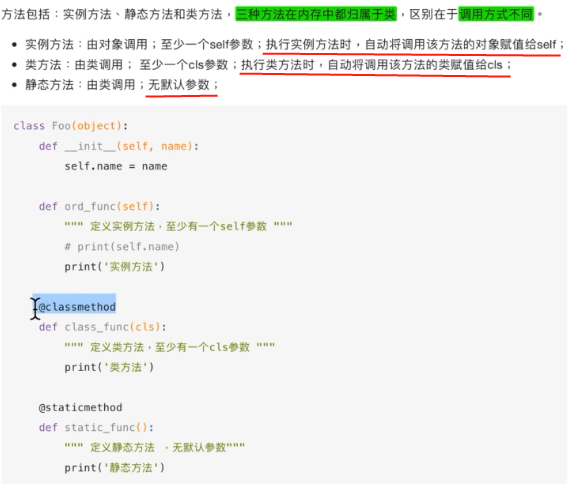 方法包括：实例方法、静态方法和类方法，三种方法在内存中都归属于类，区别在于调用方式不同。
• 实例方法：由对象调用；至少一个self参数；执行实例方法时，自动将调用该方法的对象赋值给self；
• 类方法：由类调用； 至少一个cls参数；执行类方法时，自动将调用该方法的类赋值给cls；
• 静态方法：由类调用；无默认参数；
class Foo(object):
    def __init__(self, name):
        self.name = name
    def ord_func(self):
        """ 定义实例方法，至少有一个self参数 """
        # print(self.name)
        print('实例方法')
    @classmethod
    def class_func(cls):
        """ 定义类方法，至少有一个cls参数 """
        print('类方法')
    @staticmethod
    def static_func():
        """ 定义静态方法 ，无默认参数"""
        print('静态方法')